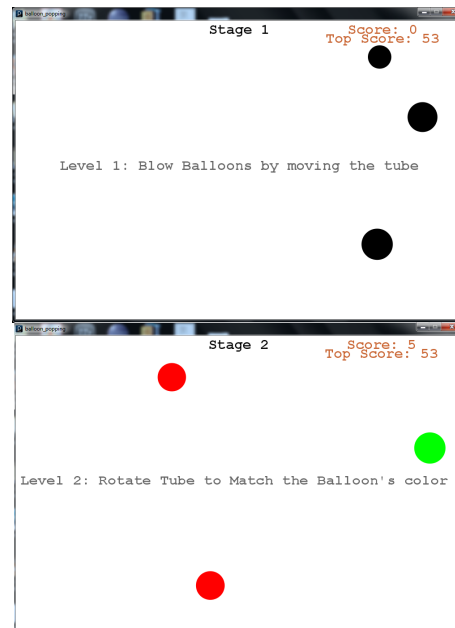 balloon_popping
Stage 1
Score: 0
Top Score: 53
Level 1: Blow Balloons by moving the tube
balloon_popping
Stage 2
Score: 5
Top Score: 53
Level 2: Rotate Tube to Match the Balloon's color